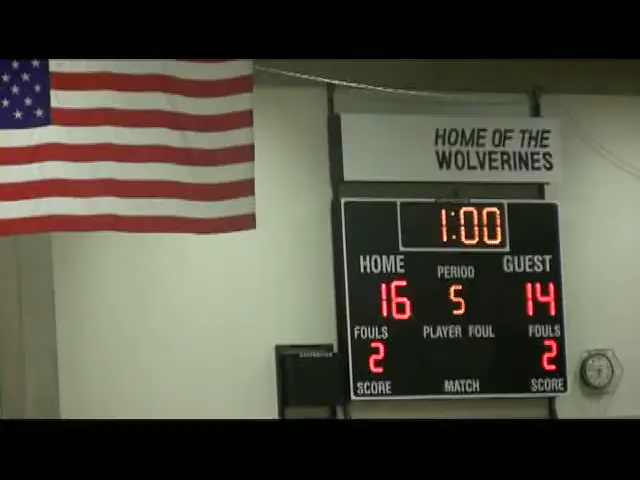 HOME OF THE
WOLVERINES
1:00
HOME PERIOD GUEST
16 5 14
FOULS PLAYER FOUL FOULS
2 2
SCORE MATCH SCORE